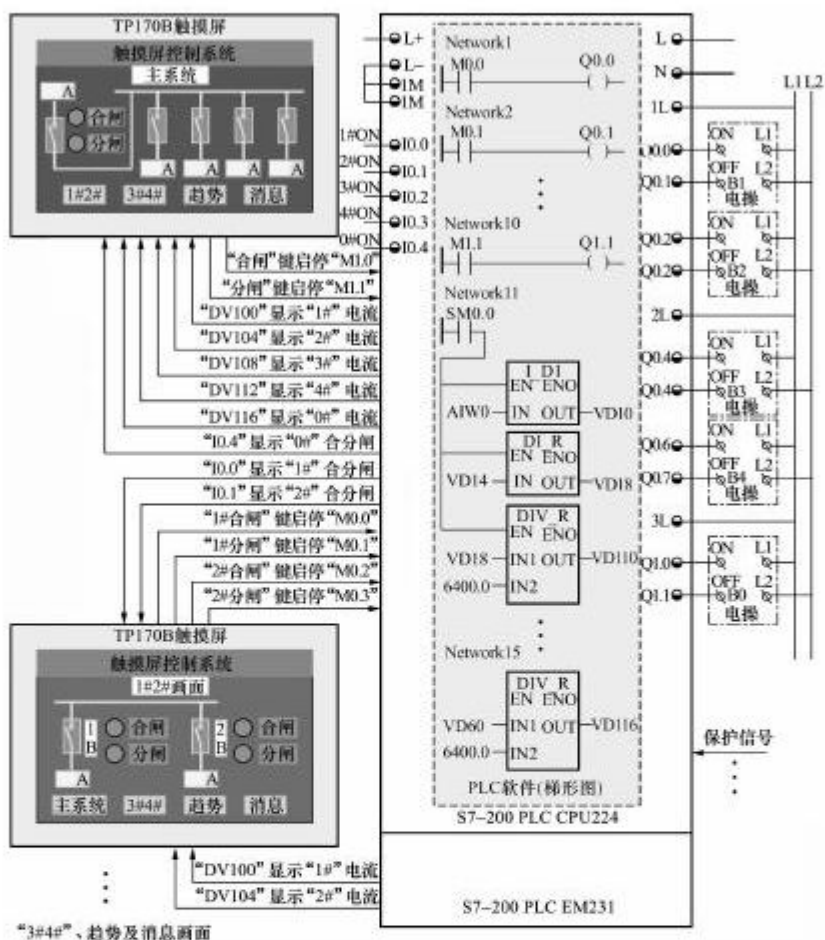 TP170B触摸屏
触摸屏控制系统
主系统
A
合闸
分闸
A
A
A
A
1#2#
3#4#
趋势
消息
“合闸”键启停“M1.0”
“分闸”键启停“M1.1”
“DV100”显示“1#”电流
“DV104”显示“2#”电流
“DV108”显示“3#”电流
“DV112”显示“4#”电流
“DV116”显示“0#”电流
“I0.4”显示“0#”合分闸
“I0.0”显示“1#”合分闸
“I0.1”显示“2#”合分闸
“1#合闸”键启停“M0.0”
“1#分闸”键启停“M0.1”
“2#合闸”键启停“M0.2”
“2#分闸”键启停“M0.3”
TP170B触摸屏
触摸屏控制系统
1#2#画面
1B
合闸
分闸
2B
合闸
分闸
A
A
主系统
3#4#
趋势
消息
“DV100”显示“1#”电流
“DV104”显示“2#”电流
“3#4#”、趋势及消息画面
L+
L-
1M
1M
1#ON
I0.0
2#ON
I0.1
3#ON
I0.2
4#ON
I0.3
0#ON
I0.4
Network1
M0.0
Q0.0
Network2
M0.1
Q0.1
Network10
M1.1
Q1.1
Network11
SM0.0
I_DI
EN ENO
AIW0
IN OUT
VD10
DI_R
EN ENO
VD14
IN OUT
VD18
DIV_R
EN ENO
VD18
IN1 OUT
VD110
6400.0
IN2
Network15
DIV_R
EN ENO
VD60
IN1 OUT
VD116
6400.0
IN2
PLC软件(梯形图)
S7-200 PLC CPU224
S7-200 PLC EM231
L
N
L1L2
1L
Q0.0
ON L1
Q0.1
OFF L2
B1
电操
Q0.2
ON L1
Q0.2
OFF L2
B2
电操
2L
Q0.4
ON L1
Q0.4
OFF L2
B3
电操
Q0.6
ON L1
Q0.7
OFF L2
B4
电操
3L
Q1.0
ON L1
Q1.1
OFF L2
B0
电操
保护信号